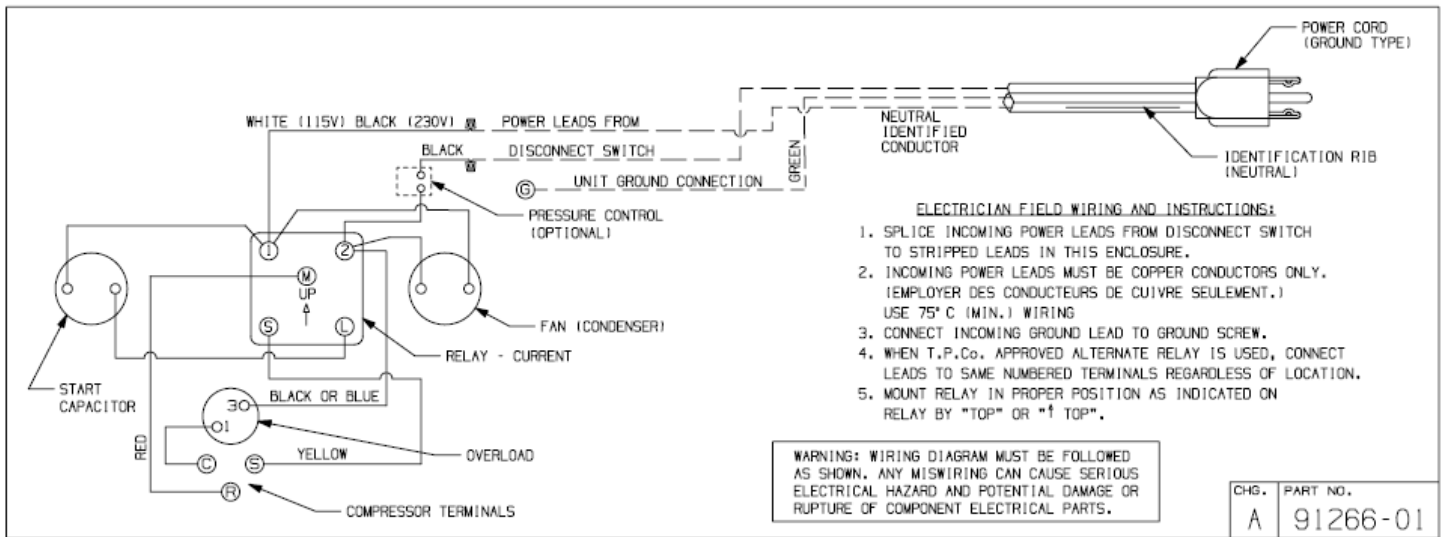 POWER CORD
(GROUND TYPE)
WHITE (115V) BLACK (230V)
POWER LEADS FROM
NEUTRAL
IDENTIFIED
CONDUCTOR
BLACK
DISCONNECT SWITCH
GREEN
IDENTIFICATION RIB
(NEUTRAL)
G
UNIT GROUND CONNECTION
PRESSURE CONTROL
(OPTIONAL)
1
2
M
UP
S
L
FAN (CONDENSER)
RELAY - CURRENT
START
CAPACITOR
BLACK OR BLUE
3
1
RED
YELLOW
OVERLOAD
C
S
R
COMPRESSOR TERMINALS
ELECTRICIAN FIELD WIRING AND INSTRUCTIONS:
1. SPLICE INCOMING POWER LEADS FROM DISCONNECT SWITCH
TO STRIPPED LEADS IN THIS ENCLOSURE.
2. INCOMING POWER LEADS MUST BE COPPER CONDUCTORS ONLY.
(EMPLOYER DES CONDUCTEURS DE CUIVRE SEULEMENT.)
USE 75° C (MIN.) WIRING
3. CONNECT INCOMING GROUND LEAD TO GROUND SCREW.
4. WHEN T.P.Co. APPROVED ALTERNATE RELAY IS USED, CONNECT
LEADS TO SAME NUMBERED TERMINALS REGARDLESS OF LOCATION.
5. MOUNT RELAY IN PROPER POSITION AS INDICATED ON
RELAY BY "TOP" OR "↑ TOP".
WARNING: WIRING DIAGRAM MUST BE FOLLOWED
AS SHOWN. ANY MISWIRING CAN CAUSE SERIOUS
ELECTRICAL HAZARD AND POTENTIAL DAMAGE OR
RUPTURE OF COMPONENT ELECTRICAL PARTS.
CHG.
A
PART NO.
91266-01